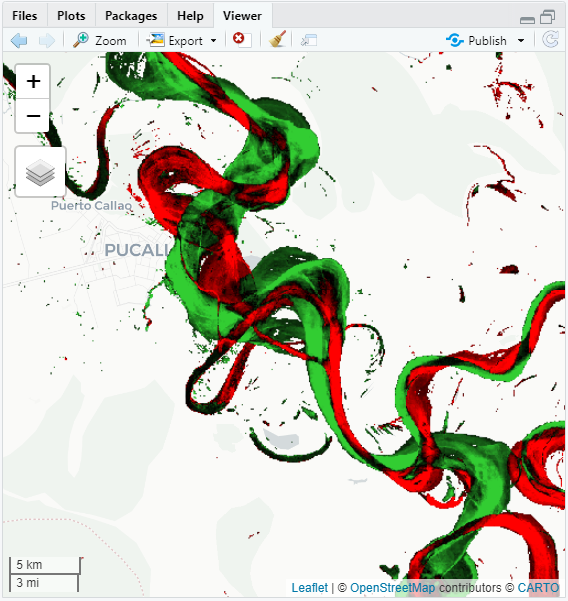 Files Plots Packages Help Viewer
Zoom Export Publish
+
−
Puerto Callao
PUCALL
5 km
3 mi
Leaflet | © OpenStreetMap contributors © CARTO